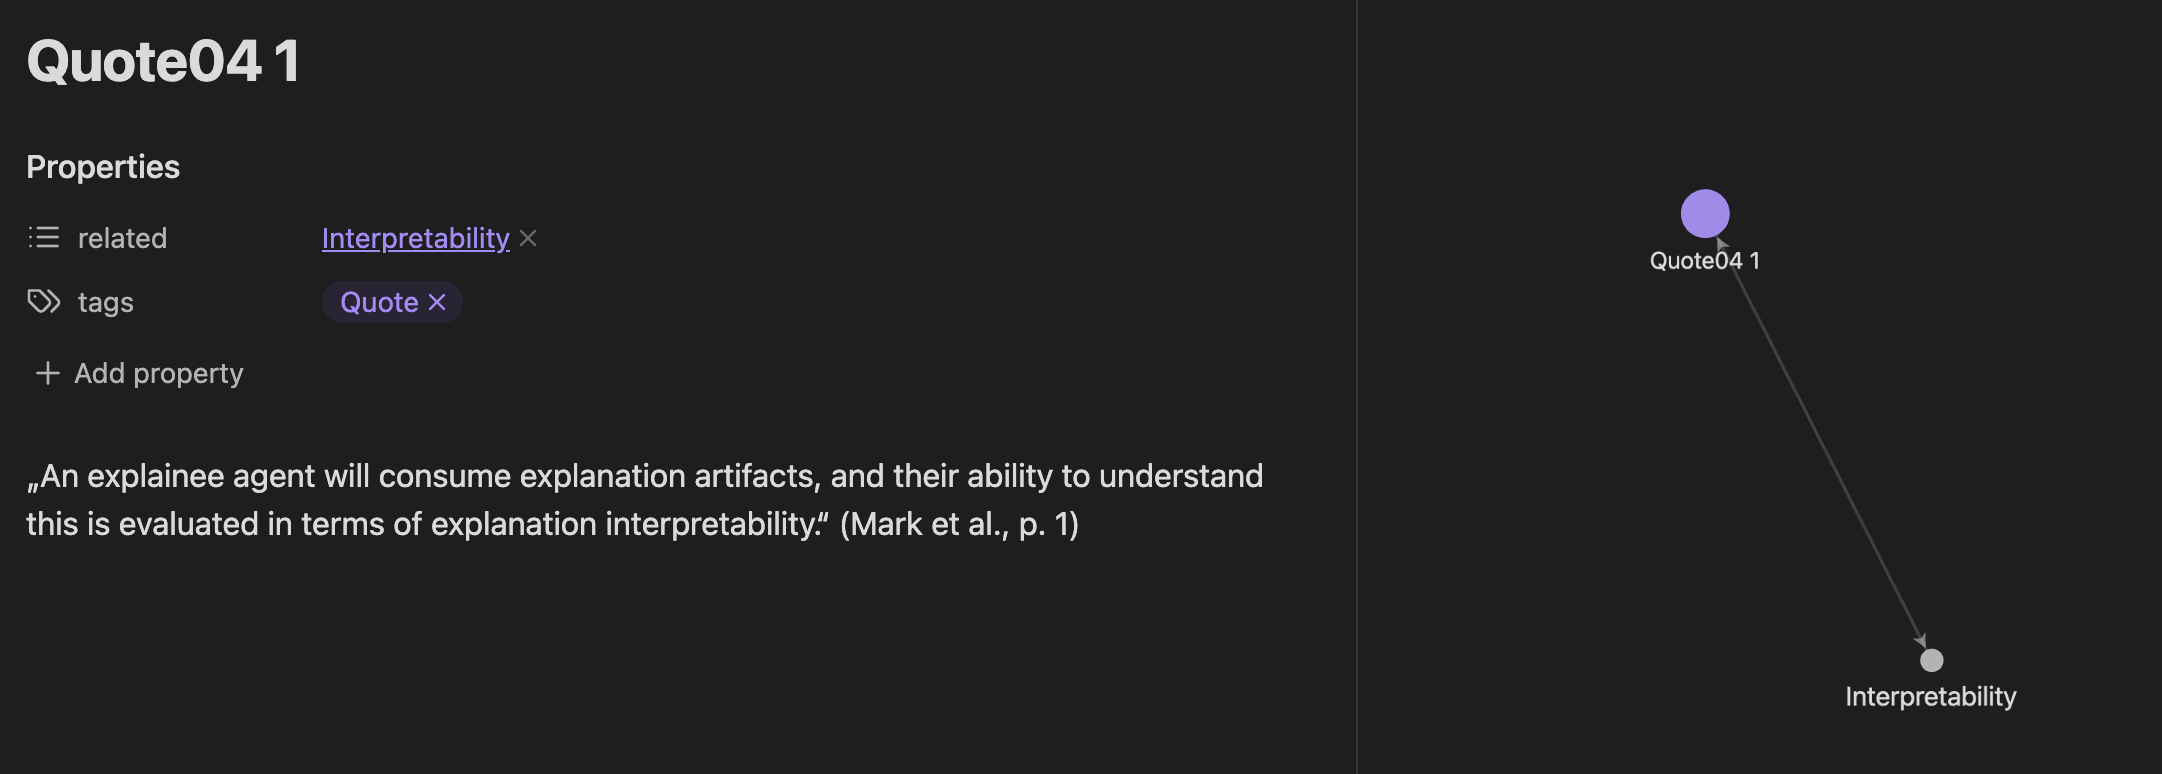 Quote04 1
Properties
related Interpretability
tags Quote
Add property
„An explainee agent will consume explanation artifacts, and their ability to understand
this is evaluated in terms of explanation interpretability.“ (Mark et al., p. 1)
Quote04 1
Interpretability